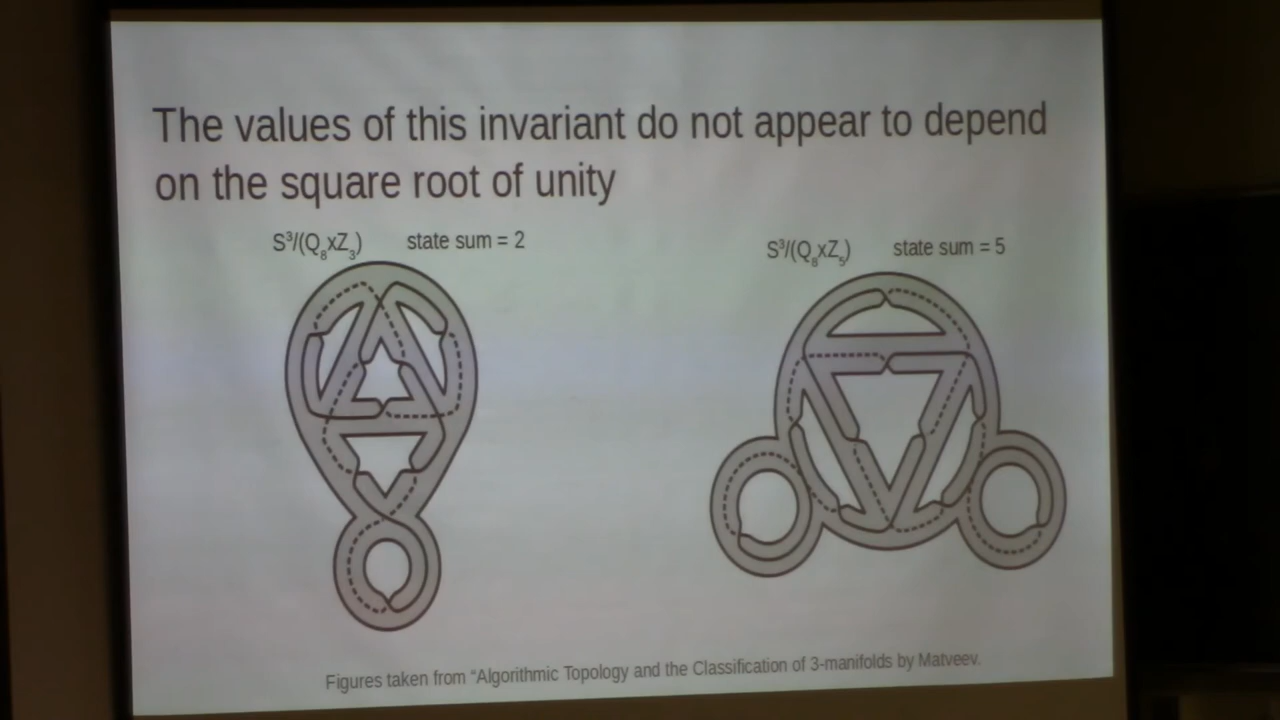 The values of this invariant do not appear to depend
on the square root of unity
S³/(Q₈xZ₃) state sum = 2
S³/(Q₈xZ₅) state sum = 5
Figures taken from “Algorithmic Topology and the Classification of 3-manifolds by Matveev.